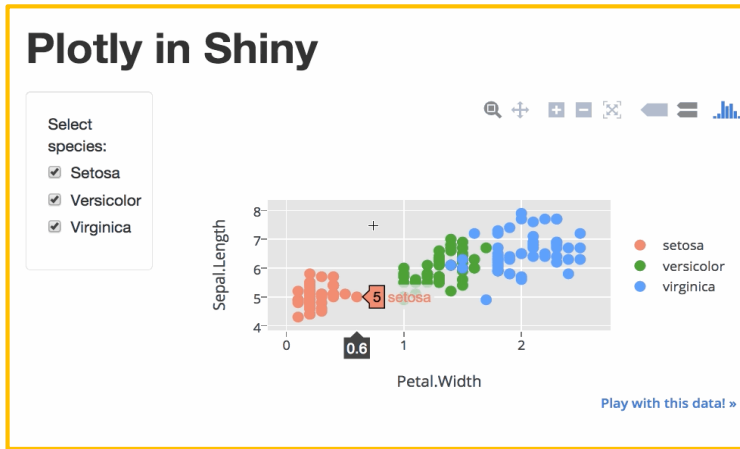 Plotly in Shiny
Select
species:
Setosa
Versicolor
Virginica
8
7
6
5
4
Sepal.Length
5
setosa
0
0.6
1
2
Petal.Width
setosa
versicolor
virginica
Play with this data! »